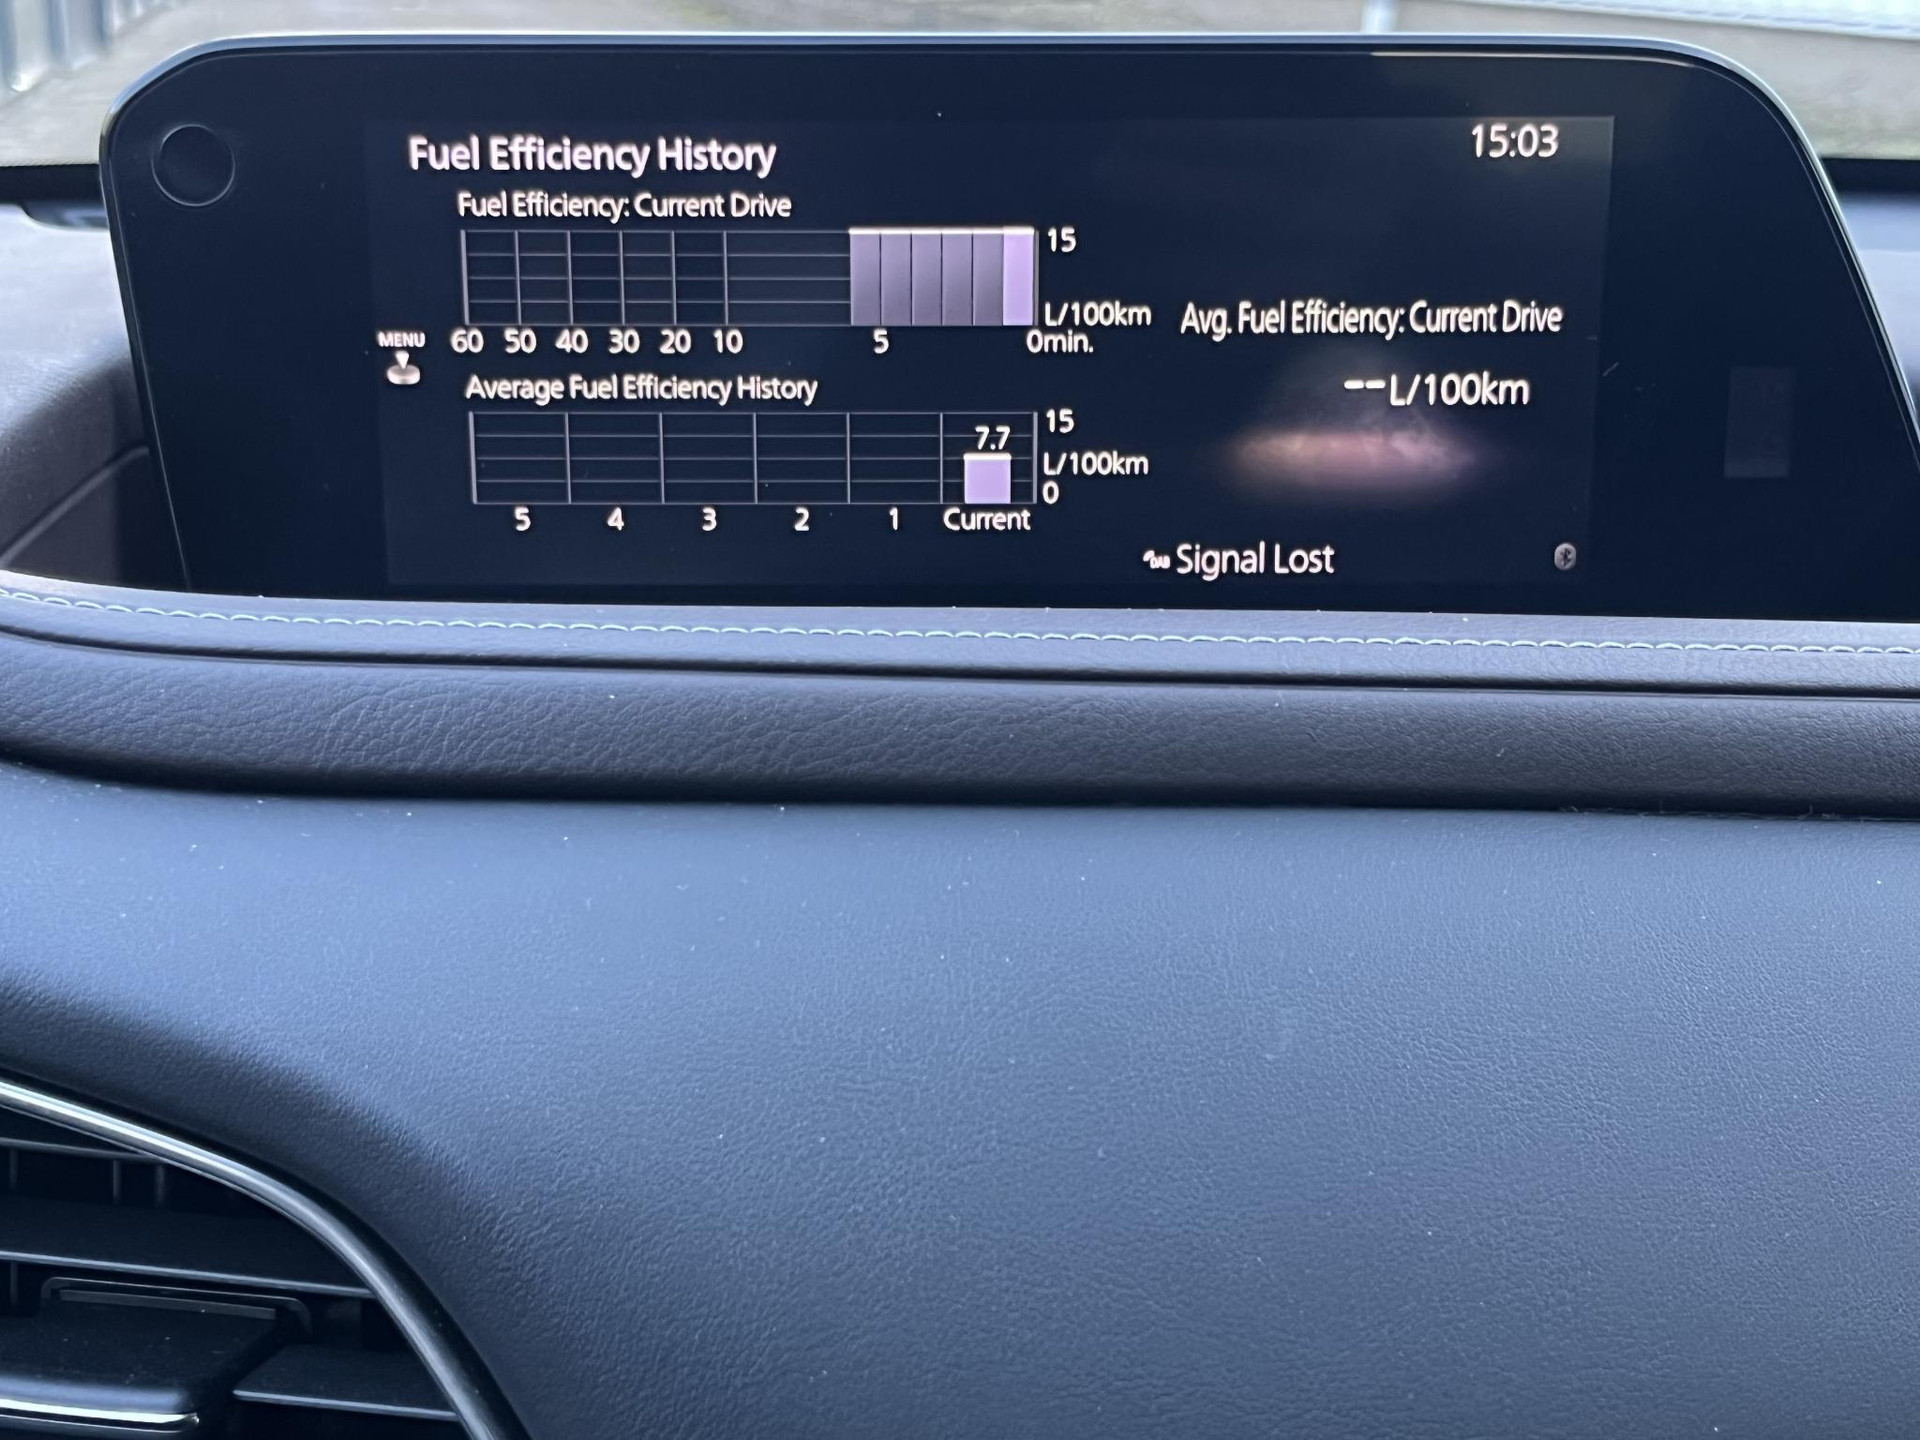 Fuel Efficiency History
15:03
Fuel Efficiency: Current Drive
15
L/100km
60 50 40 30 20 10 5 0min.
MENU
Avg. Fuel Efficiency: Current Drive
--L/100km
Average Fuel Efficiency History
15
7.7
L/100km
0
5 4 3 2 1 Current
DAB Signal Lost